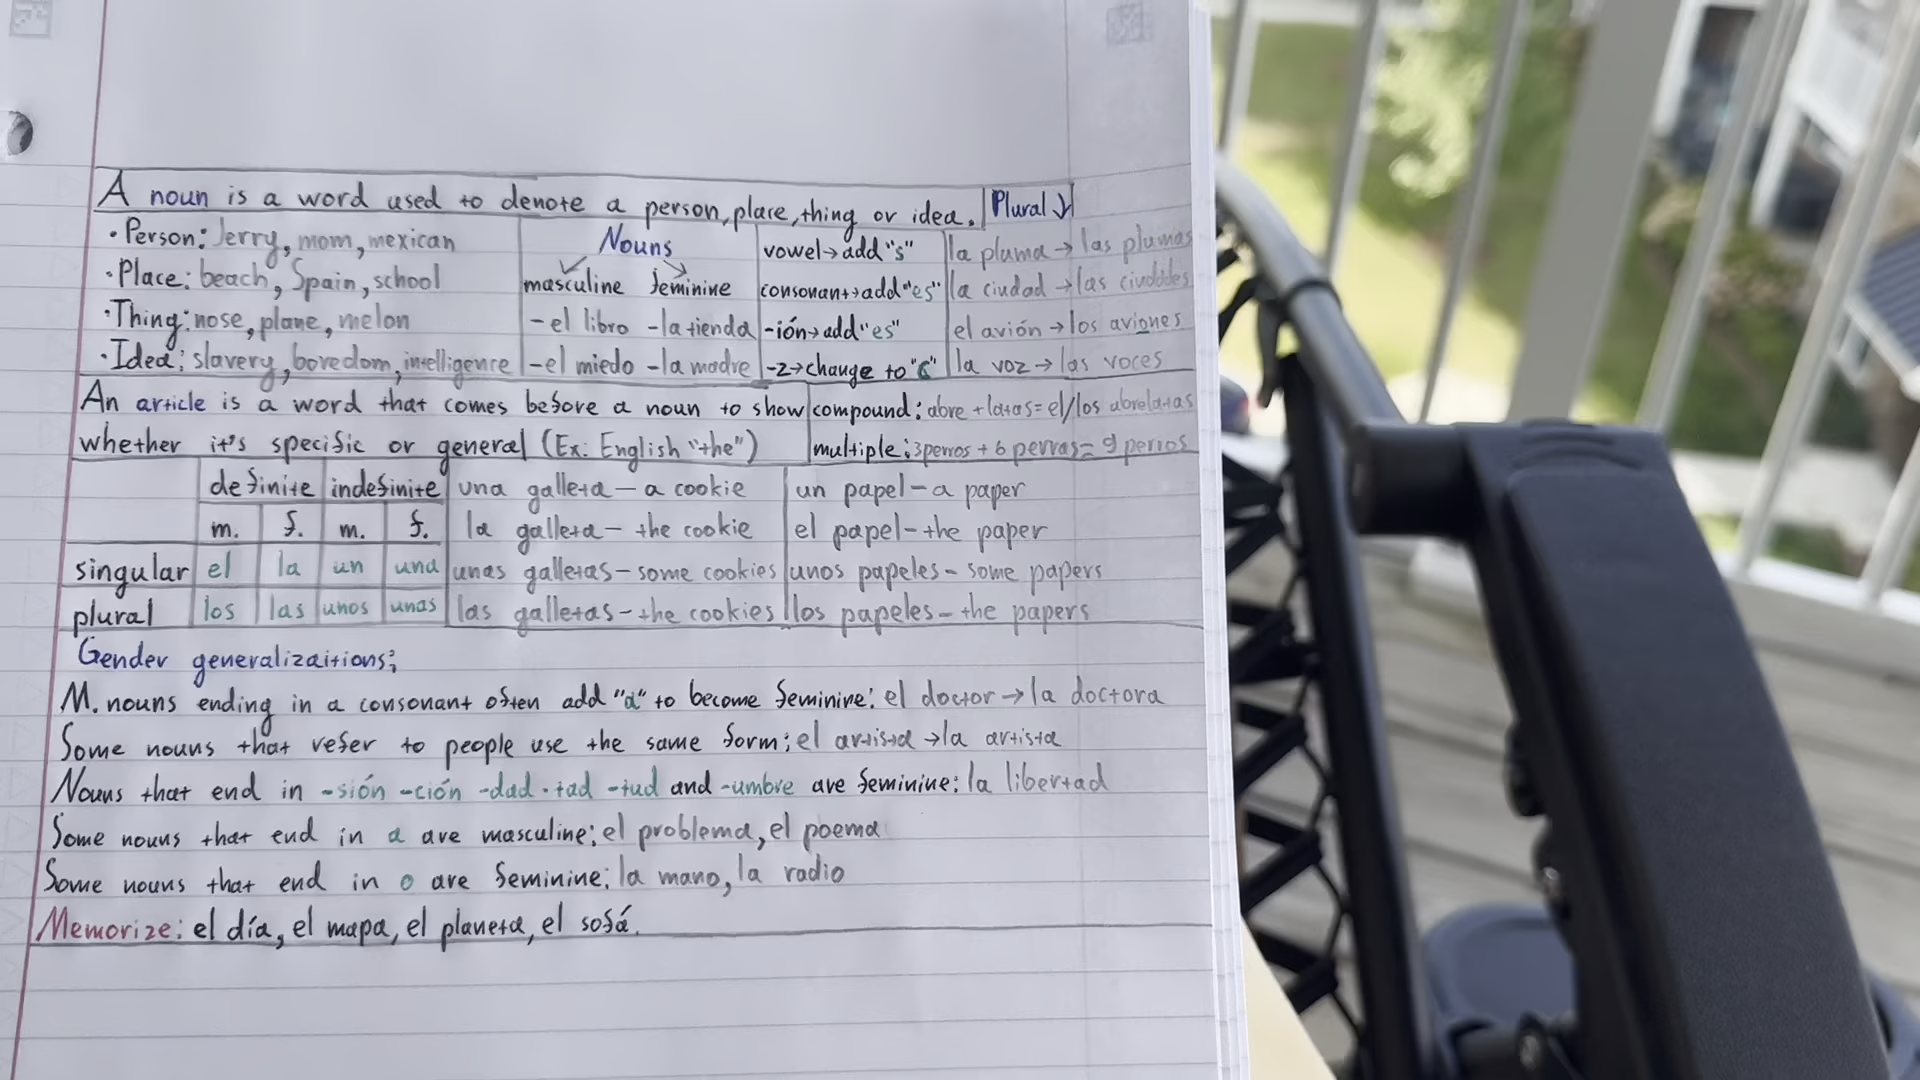 A noun is a word used to denote a person, place, thing or idea. Plural
• Person: Jerry, mom, mexican
• Place: beach, Spain, school
• Thing: nose, plane, melon
• Idea: slavery, boredom, intelligence
Nouns
masculine feminine
- el libro - la tienda
- el miedo - la madre
vowel→add "s" la pluma → las plumas
consonant→add "es" la ciudad → las ciudades
-ión→add "es" el avión → los aviones
-z→change to "c" la voz → las voces
An article is a word that comes before a noun to show
whether it's specific or general (Ex: English "the")
compound: abre + latas = el/los abrelatas
multiple: 3 perros + 6 perras = 9 perros
definite indefinite
m. f. m. f.
singular el la un una
plural los las unos unas
una galleta – a cookie
la galleta – the cookie
unas galletas – some cookies
las galletas – the cookies
un papel – a paper
el papel – the paper
unos papeles – some papers
los papeles – the papers
Gender generalizaitions:
M. nouns ending in a consonant often add "a" to become feminine: el doctor → la doctora
Some nouns that refer to people use the same form: el artista → la artista
Nouns that end in -sión -ción -dad -tad -tud and -umbre are feminine: la libertad
Some nouns that end in a are masculine: el problema, el poema
Some nouns that end in o are feminine: la mano, la radio
Memorize: el día, el mapa, el planeta, el sofá.